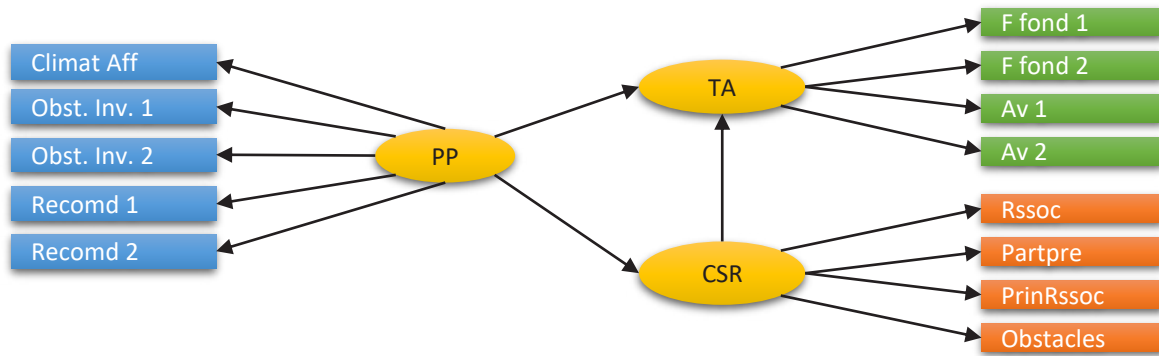 Climat Aff
Obst. Inv. 1
Obst. Inv. 2
Recomd 1
Recomd 2
PP
TA
CSR
F fond 1
F fond 2
Av 1
Av 2
Rssoc
Partpre
PrinRssoc
Obstacles